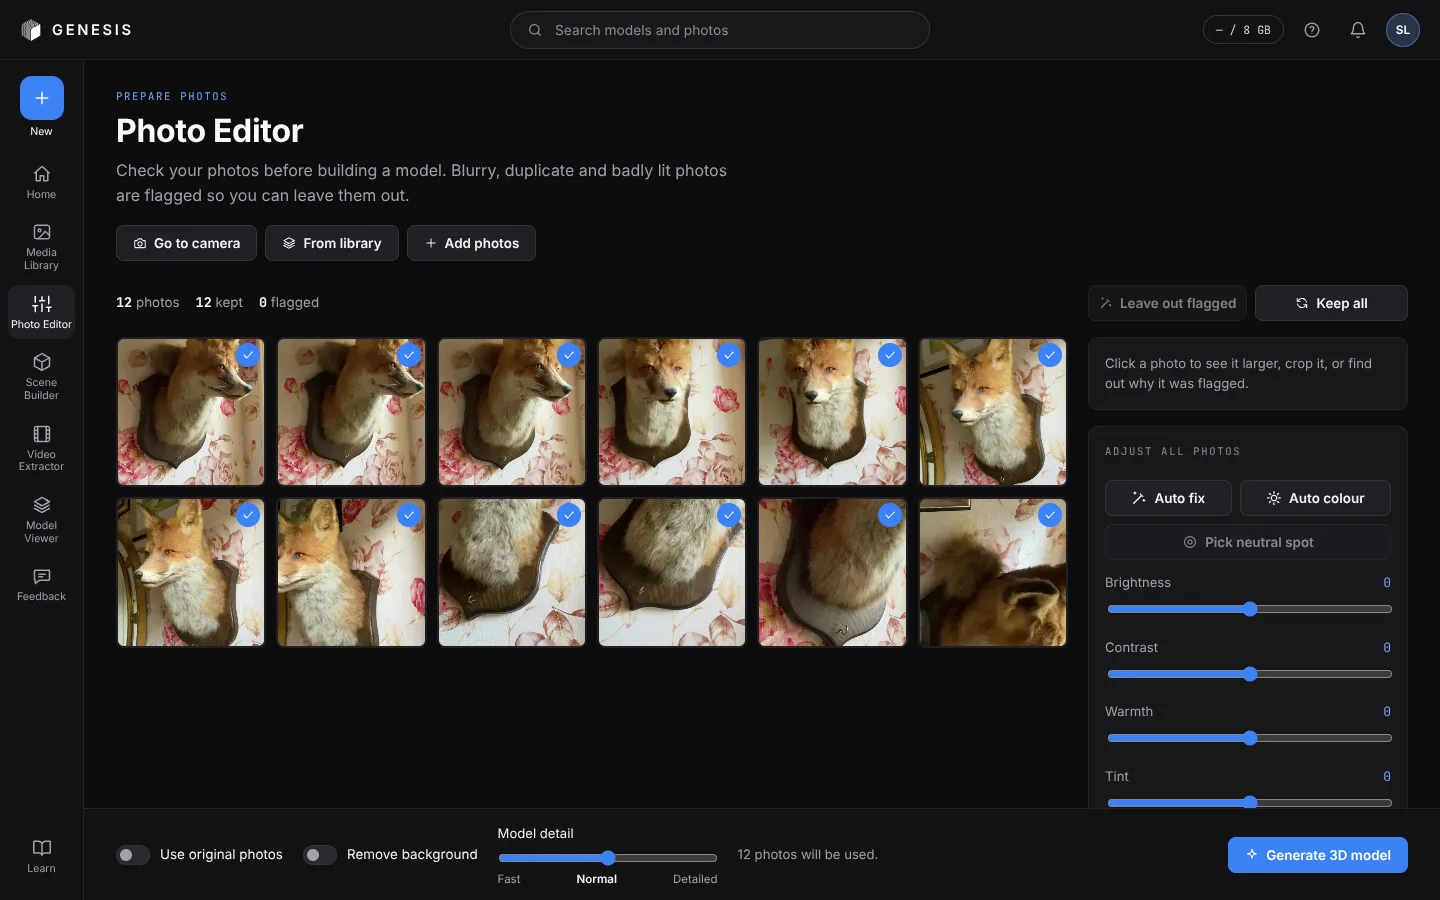 GENESIS
Search models and photos
– / 8 GB
SL
New
Home
Media
Library
Photo Editor
Scene
Builder
Video
Extractor
Model
Viewer
Feedback
Learn
PREPARE PHOTOS
Photo Editor
Check your photos before building a model. Blurry, duplicate and badly lit photos
are flagged so you can leave them out.
Go to camera
From library
Add photos
12 photos 12 kept 0 flagged
Leave out flagged
Keep all
Click a photo to see it larger, crop it, or find
out why it was flagged.
ADJUST ALL PHOTOS
Auto fix
Auto colour
Pick neutral spot
Brightness 0
Contrast 0
Warmth 0
Tint 0
Use original photos
Remove background
Model detail
Fast Normal Detailed
12 photos will be used.
Generate 3D model